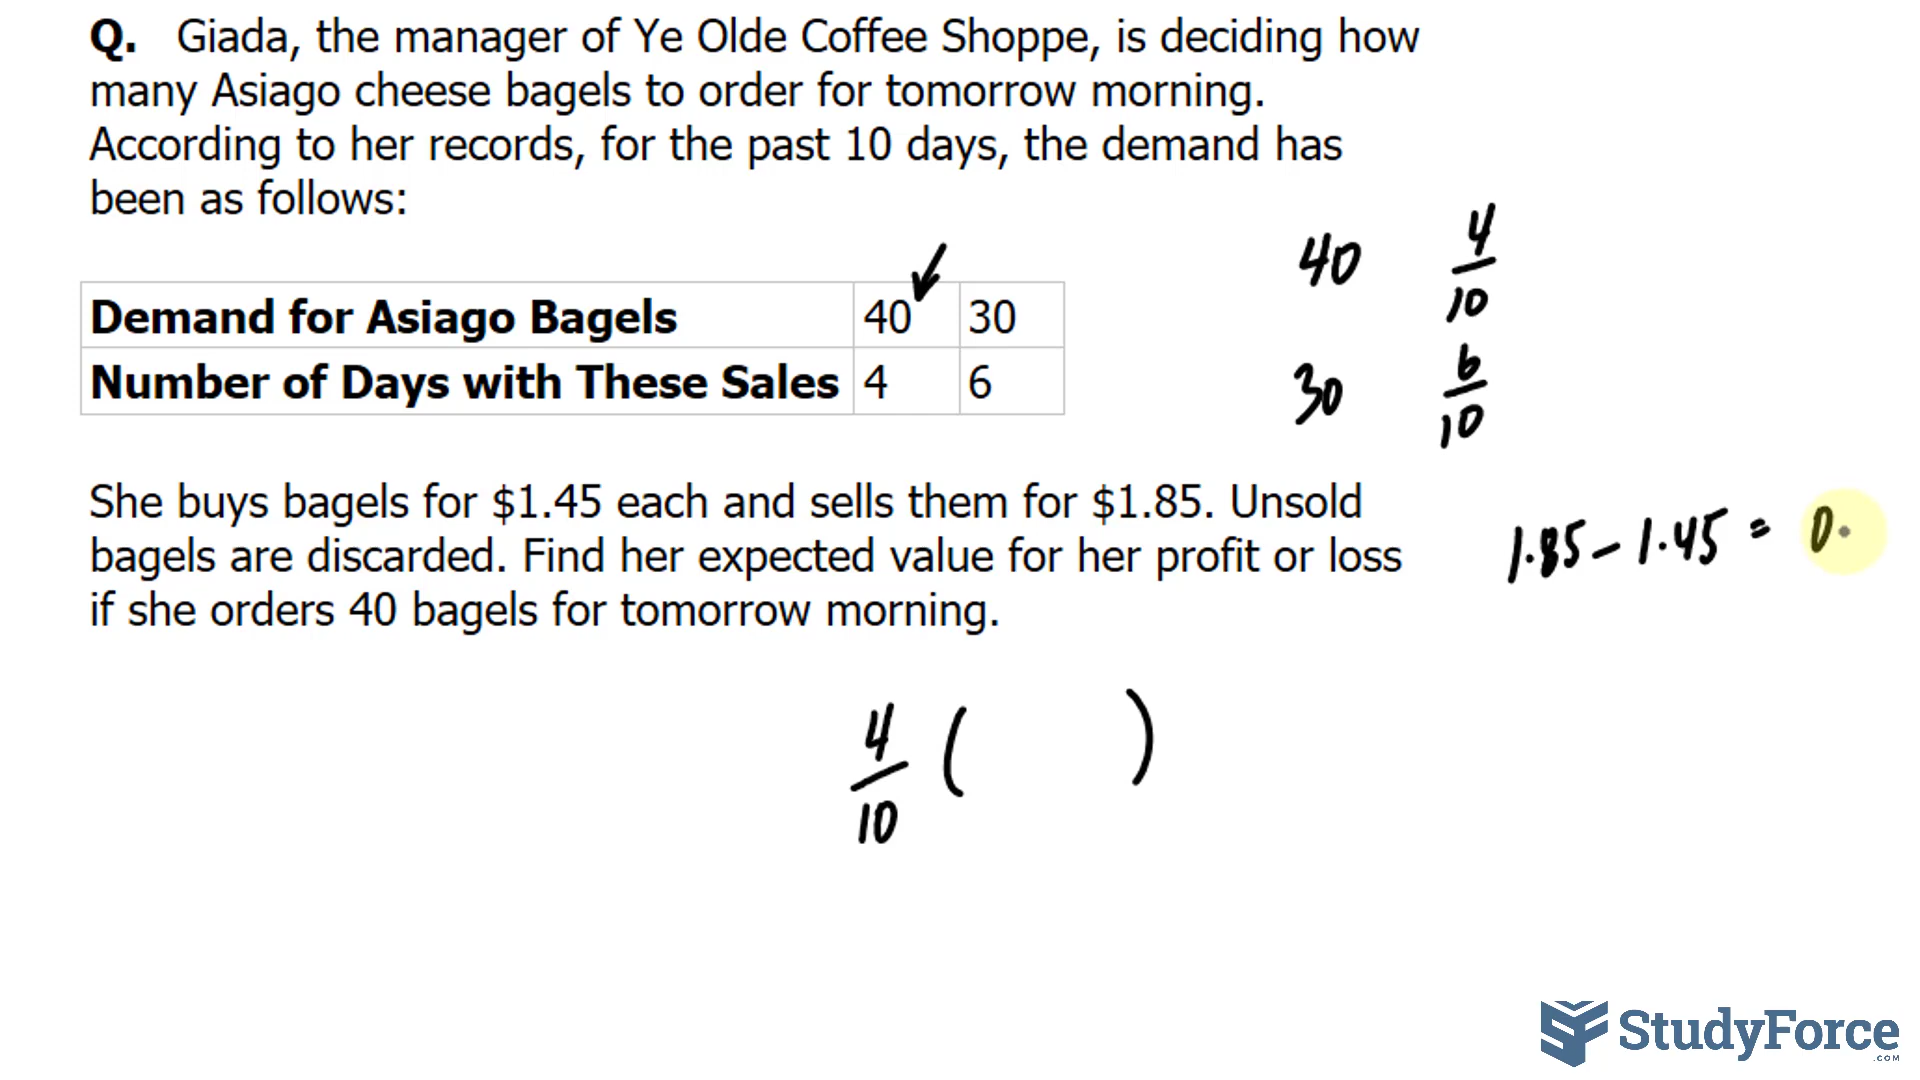 Q. Giada, the manager of Ye Olde Coffee Shoppe, is deciding how
many Asiago cheese bagels to order for tomorrow morning.
According to her records, for the past 10 days, the demand has
been as follows:
40 4/10
Demand for Asiago Bagels 40 30
Number of Days with These Sales 4 6
30 6/10
She buys bagels for $1.45 each and sells them for $1.85. Unsold
bagels are discarded. Find her expected value for her profit or loss
if she orders 40 bagels for tomorrow morning.
1.85 - 1.45 = 0.
4/10 ( )
StudyForce
.COM